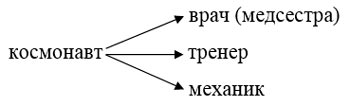 врач (медсестра)
космонавт тренер
механик